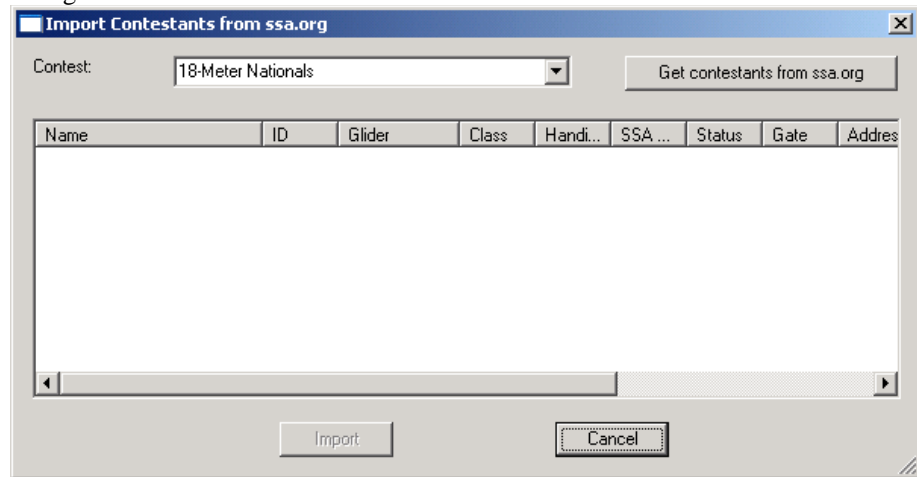 Import Contestants from ssa.org
Contest: 18-Meter Nationals Get contestants from ssa.org
Name ID Glider Class Handi... SSA ... Status Gate Addres
Import Cancel